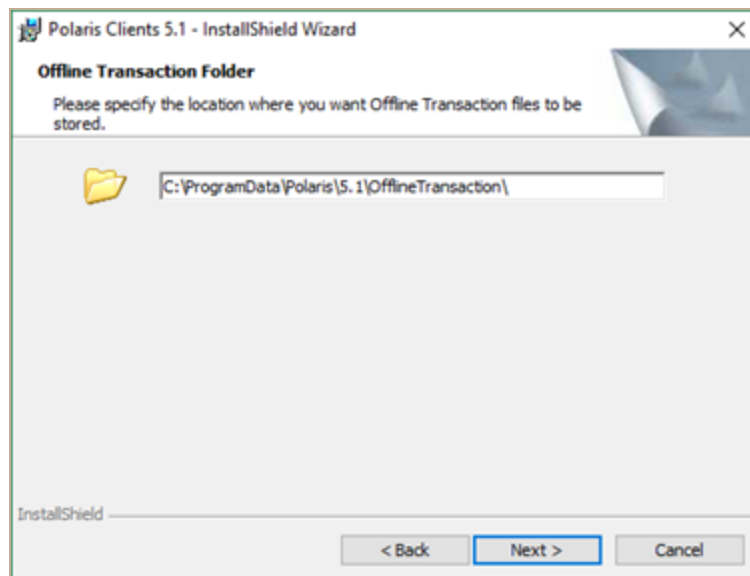 Polaris Clients 5.1 - InstallShield Wizard
Offline Transaction Folder
Please specify the location where you want Offline Transaction files to be
stored.
C:\ProgramData\Polaris\5.1\OfflineTransaction\
InstallShield
< Back
Next >
Cancel